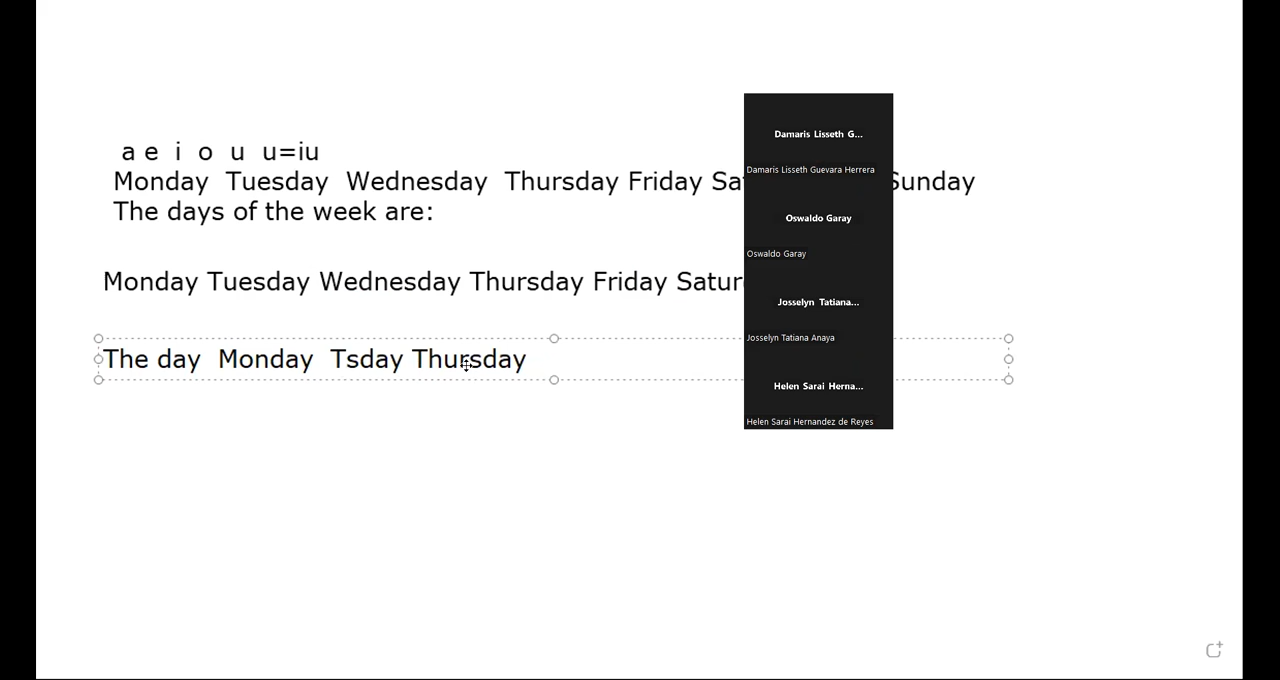 a e i o u u=iu
Monday Tuesday Wednesday Thursday Friday Sa Sunday
The days of the week are:
Monday Tuesday Wednesday Thursday Friday Satur
The day Monday Tsday Thursday
Damaris Lisseth G...
Damaris Lisseth Guevara Herrera
Oswaldo Garay
Oswaldo Garay
Josselyn Tatiana...
Josselyn Tatiana Anaya
Helen Sarai Herna...
Helen Sarai Hernandez de Reyes